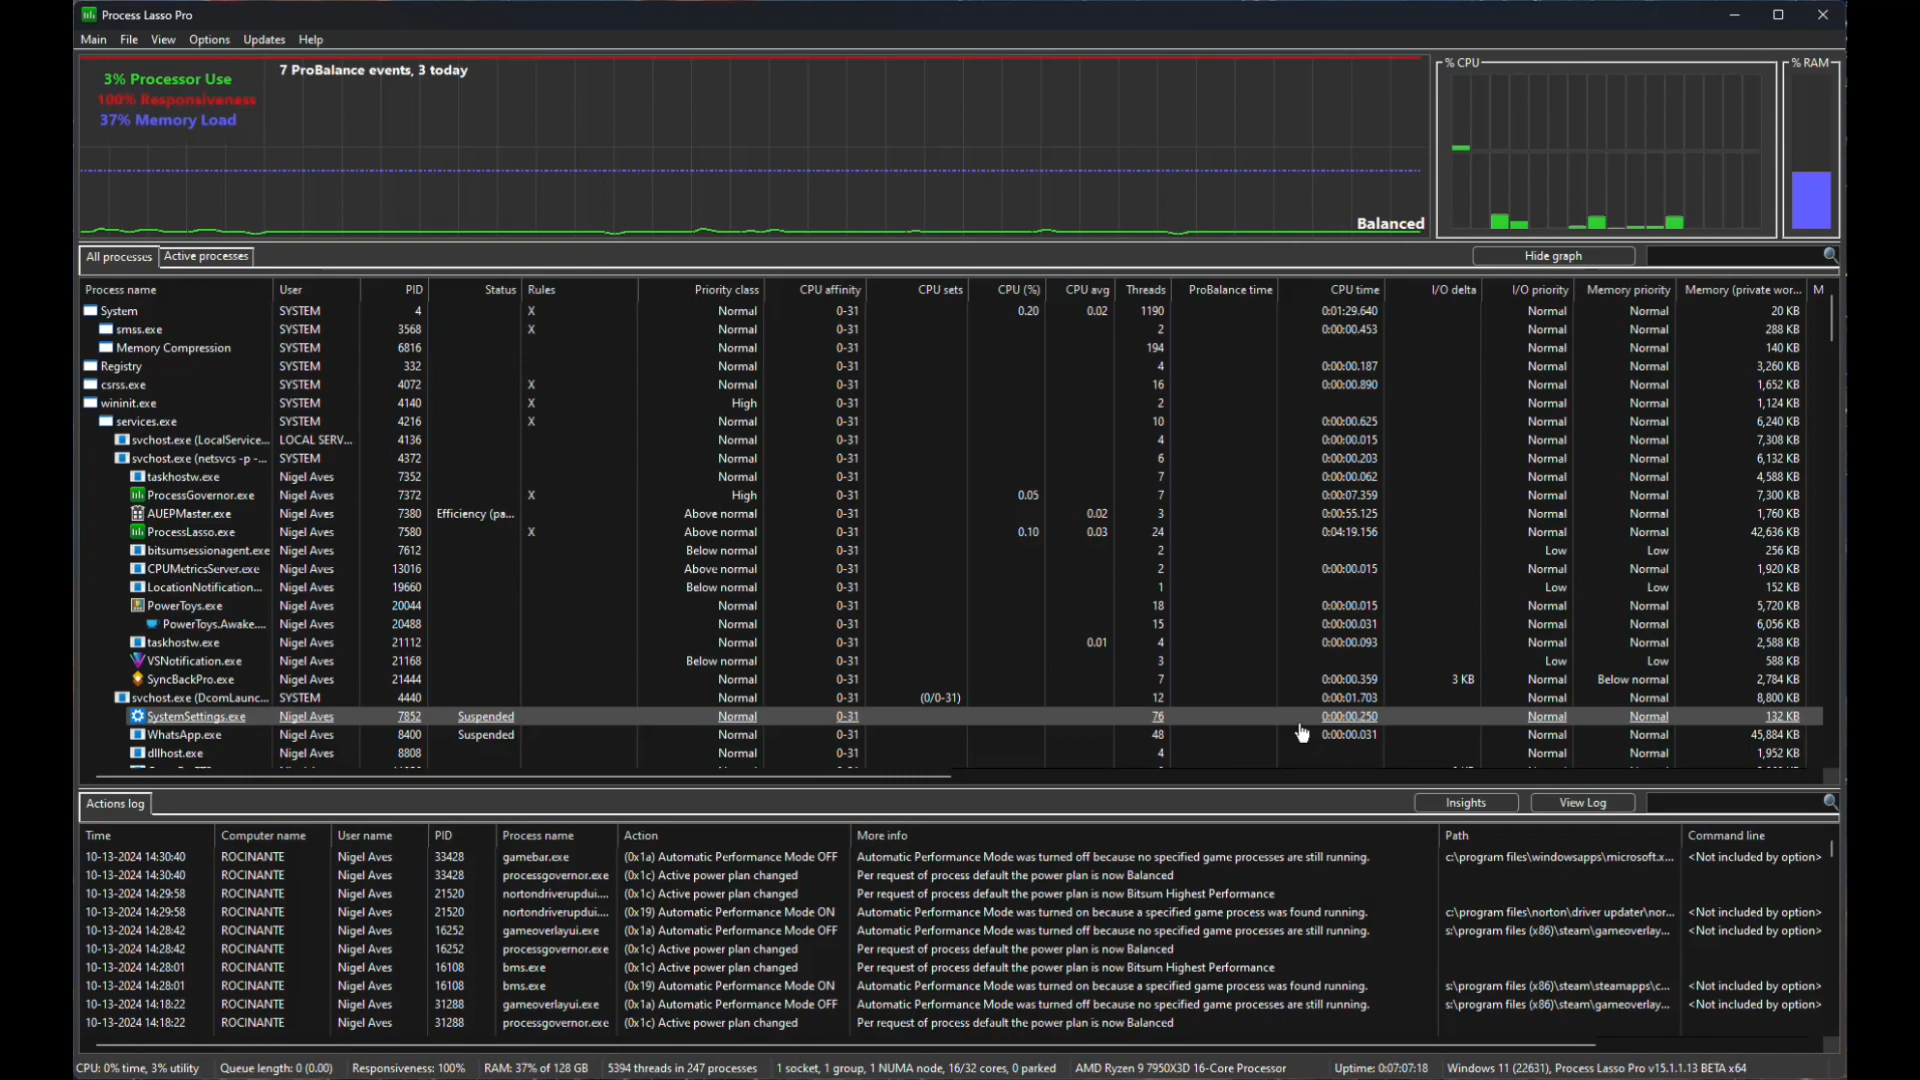 Process Lasso Pro
Main File View Options Updates Help
3% Processor Use
100% Responsiveness
37% Memory Load
7 ProBalance events, 3 today
Balanced
% CPU
% RAM
All processes Active processes Hide graph
Process name User PID Status Rules Priority class CPU affinity CPU sets CPU (%) CPU avg Threads ProBalance time CPU time I/O delta I/O priority Memory priority Memory (private wor... M
System SYSTEM 4 X Normal 0-31 0.20 0.02 1190 0:01:29.640 Normal Normal 20 KB
smss.exe SYSTEM 3568 X Normal 0-31 2 0:00:00.453 Normal Normal 288 KB
Memory Compression SYSTEM 6816 Normal 0-31 194 Normal Normal 140 KB
Registry SYSTEM 332 Normal 0-31 4 0:00:00.187 Normal Normal 3,260 KB
csrss.exe SYSTEM 4072 X Normal 0-31 16 0:00:00.890 Normal Normal 1,652 KB
wininit.exe SYSTEM 4140 X High 0-31 2 Normal Normal 1,124 KB
services.exe SYSTEM 4216 X Normal 0-31 10 0:00:00.625 Normal Normal 6,240 KB
svchost.exe (LocalService... LOCAL SERV... 4136 Normal 0-31 4 0:00:00.015 Normal Normal 7,308 KB
svchost.exe (netsvcs -p -... SYSTEM 4372 Normal 0-31 6 0:00:00.203 Normal Normal 6,132 KB
taskhostw.exe Nigel Aves 7352 Normal 0-31 7 0:00:00.062 Normal Normal 4,588 KB
ProcessGovernor.exe Nigel Aves 7372 X High 0-31 0.05 7 0:00:07.359 Normal Normal 7,300 KB
AUEPMaster.exe Nigel Aves 7380 Efficiency (pa... Above normal 0-31 0.02 3 0:00:55.125 Normal Normal 1,760 KB
ProcessLasso.exe Nigel Aves 7580 X Above normal 0-31 0.10 0.03 24 0:04:19.156 Normal Normal 42,636 KB
bitsumsessionagent.exe Nigel Aves 7612 Below normal 0-31 2 Low Low 256 KB
CPUMetricsServer.exe Nigel Aves 13016 Above normal 0-31 2 0:00:00.015 Normal Normal 1,920 KB
LocationNotification... Nigel Aves 19660 Below normal 0-31 1 Low Low 152 KB
PowerToys.exe Nigel Aves 20044 Normal 0-31 18 0:00:00.015 Normal Normal 5,720 KB
PowerToys.Awake.... Nigel Aves 20488 Normal 0-31 15 0:00:00.031 Normal Normal 6,056 KB
taskhostw.exe Nigel Aves 21112 Normal 0-31 0.01 4 0:00:00.093 Normal Normal 2,588 KB
VSNotification.exe Nigel Aves 21168 Below normal 0-31 3 Low Low 588 KB
SyncBackPro.exe Nigel Aves 21444 Normal 0-31 7 0:00:00.359 3 KB Normal Below normal 2,784 KB
svchost.exe (DcomLaunc... SYSTEM 4440 Normal 0-31 (0/0-31) 12 0:00:01.703 Normal Normal 8,800 KB
SystemSettings.exe Nigel Aves 7852 Suspended Normal 0-31 76 0:00:00.250 Normal Normal 132 KB
WhatsApp.exe Nigel Aves 8400 Suspended Normal 0-31 48 0:00:00.031 Normal Normal 45,884 KB
dllhost.exe Nigel Aves 8808 Normal 0-31 4 Normal Normal 1,952 KB
Actions log Insights View Log
Time Computer name User name PID Process name Action More info Path Command line
10-13-2024 14:30:40 ROCINANTE Nigel Aves 33428 gamebar.exe (0x1a) Automatic Performance Mode OFF Automatic Performance Mode was turned off because no specified game processes are still running. c:\program files\windowsapps\microsoft.x... <Not included by option>
10-13-2024 14:30:40 ROCINANTE Nigel Aves 33428 processgovernor.exe (0x1c) Active power plan changed Per request of process default the power plan is now Balanced
10-13-2024 14:29:58 ROCINANTE Nigel Aves 21520 nortondriverupdui.... (0x1c) Active power plan changed Per request of process default the power plan is now Bitsum Highest Performance
10-13-2024 14:29:58 ROCINANTE Nigel Aves 21520 nortondriverupdui.... (0x19) Automatic Performance Mode ON Automatic Performance Mode was turned on because a specified game process was found running. c:\program files\norton\driver updater\nor... <Not included by option>
10-13-2024 14:28:42 ROCINANTE Nigel Aves 16252 gameoverlayui.exe (0x1a) Automatic Performance Mode OFF Automatic Performance Mode was turned off because no specified game processes are still running. s:\program files (x86)\steam\gameoverlay... <Not included by option>
10-13-2024 14:28:42 ROCINANTE Nigel Aves 16252 processgovernor.exe (0x1c) Active power plan changed Per request of process default the power plan is now Balanced
10-13-2024 14:28:01 ROCINANTE Nigel Aves 16108 bms.exe (0x1c) Active power plan changed Per request of process default the power plan is now Bitsum Highest Performance
10-13-2024 14:28:01 ROCINANTE Nigel Aves 16108 bms.exe (0x19) Automatic Performance Mode ON Automatic Performance Mode was turned on because a specified game process was found running. s:\program files (x86)\steam\steamapps\c... <Not included by option>
10-13-2024 14:18:22 ROCINANTE Nigel Aves 31288 gameoverlayui.exe (0x1a) Automatic Performance Mode OFF Automatic Performance Mode was turned off because no specified game processes are still running. s:\program files (x86)\steam\gameoverlay... <Not included by option>
10-13-2024 14:18:22 ROCINANTE Nigel Aves 31288 processgovernor.exe (0x1c) Active power plan changed Per request of process default the power plan is now Balanced
CPU: 0% time, 3% utility Queue length: 0 (0.00) Responsiveness: 100% RAM: 37% of 128 GB 5394 threads in 247 processes 1 socket, 1 group, 1 NUMA node, 16/32 cores, 0 parked AMD Ryzen 9 7950X3D 16-Core Processor Uptime: 0:07:07:18 Windows 11 (22631), Process Lasso Pro v15.1.1.13 BETA x64